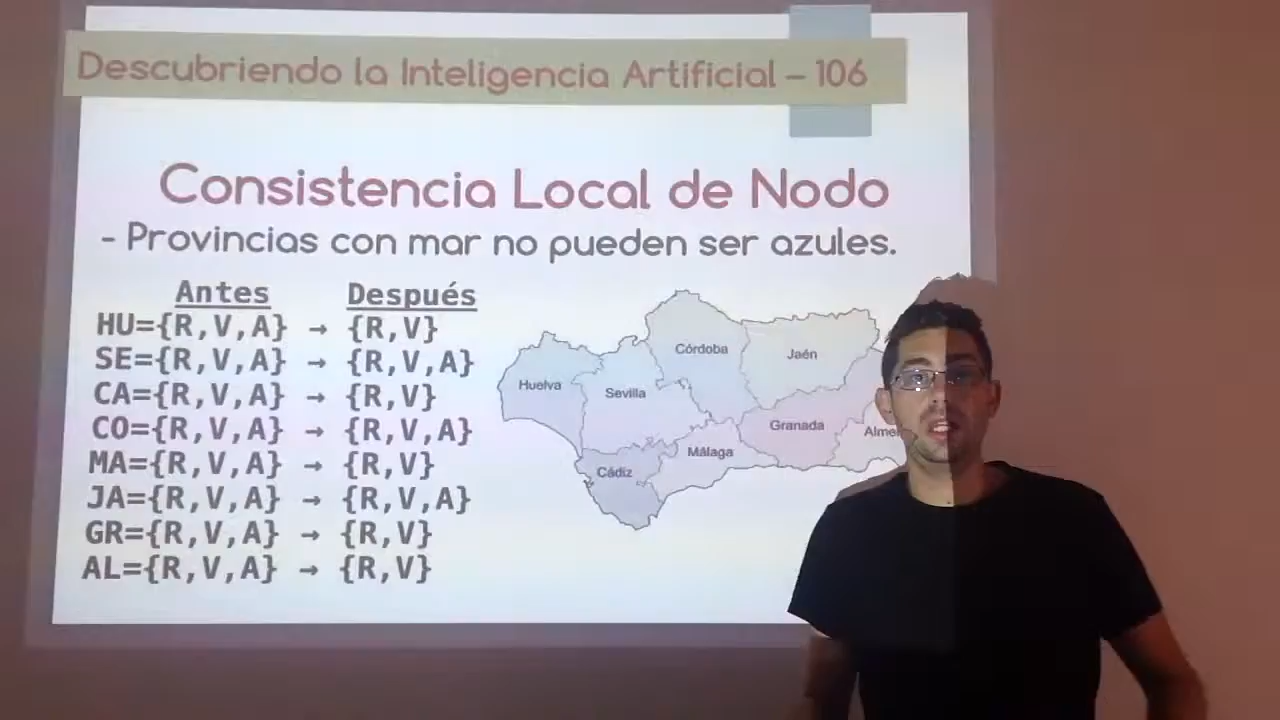 Descubriendo la Inteligencia Artificial – 106
Consistencia Local de Nodo
- Provincias con mar no pueden ser azules.
Antes Después
HU={R,V,A} → {R,V}
SE={R,V,A} → {R,V,A}
CA={R,V,A} → {R,V}
CO={R,V,A} → {R,V,A}
MA={R,V,A} → {R,V}
JA={R,V,A} → {R,V,A}
GR={R,V,A} → {R,V}
AL={R,V,A} → {R,V}
Córdoba
Jaén
Huelva
Sevilla
Granada
Málaga
Cádiz